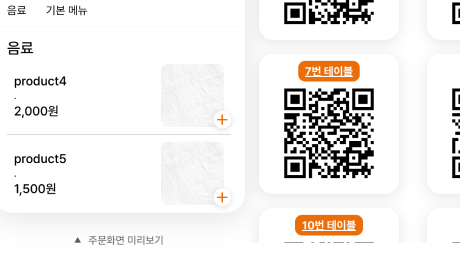 음료 기본 메뉴
음료
product4
.
2,000원
product5
.
1,500원
▲ 주문화면 미리보기
7번 테이블
10번 테이블